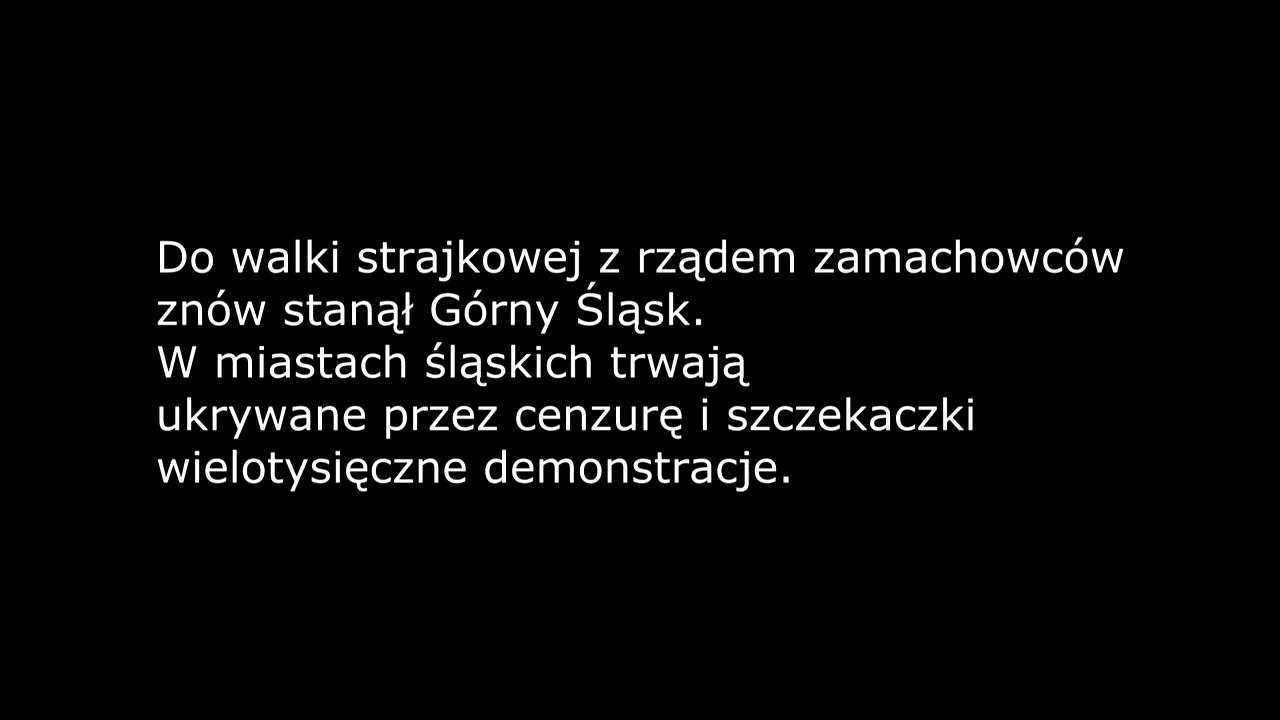 Do walki strajkowej z rządem zamachowców
znów stanął Górny Śląsk.
W miastach śląskich trwają
ukrywane przez cenzurę i szczekaczki
wielotysięczne demonstracje.